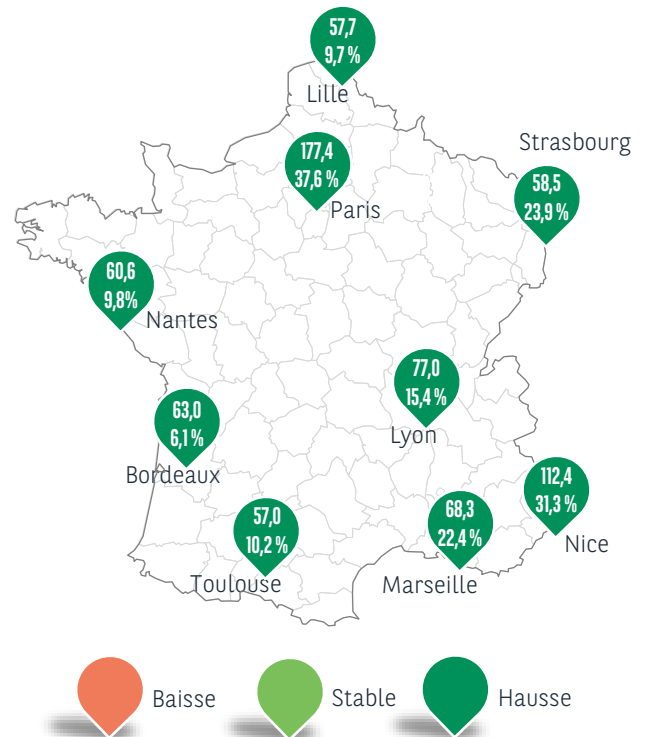 57,7
9,7 %
Lille
177,4
37,6 %
Paris
Strasbourg
58,5
23,9 %
60,6
9,8%
Nantes
77,0
15,4 %
Lyon
63,0
6,1 %
Bordeaux
112,4
31,3 %
Nice
57,0
10,2 %
Toulouse
68,3
22,4 %
Marseille
Baisse
Stable
Hausse